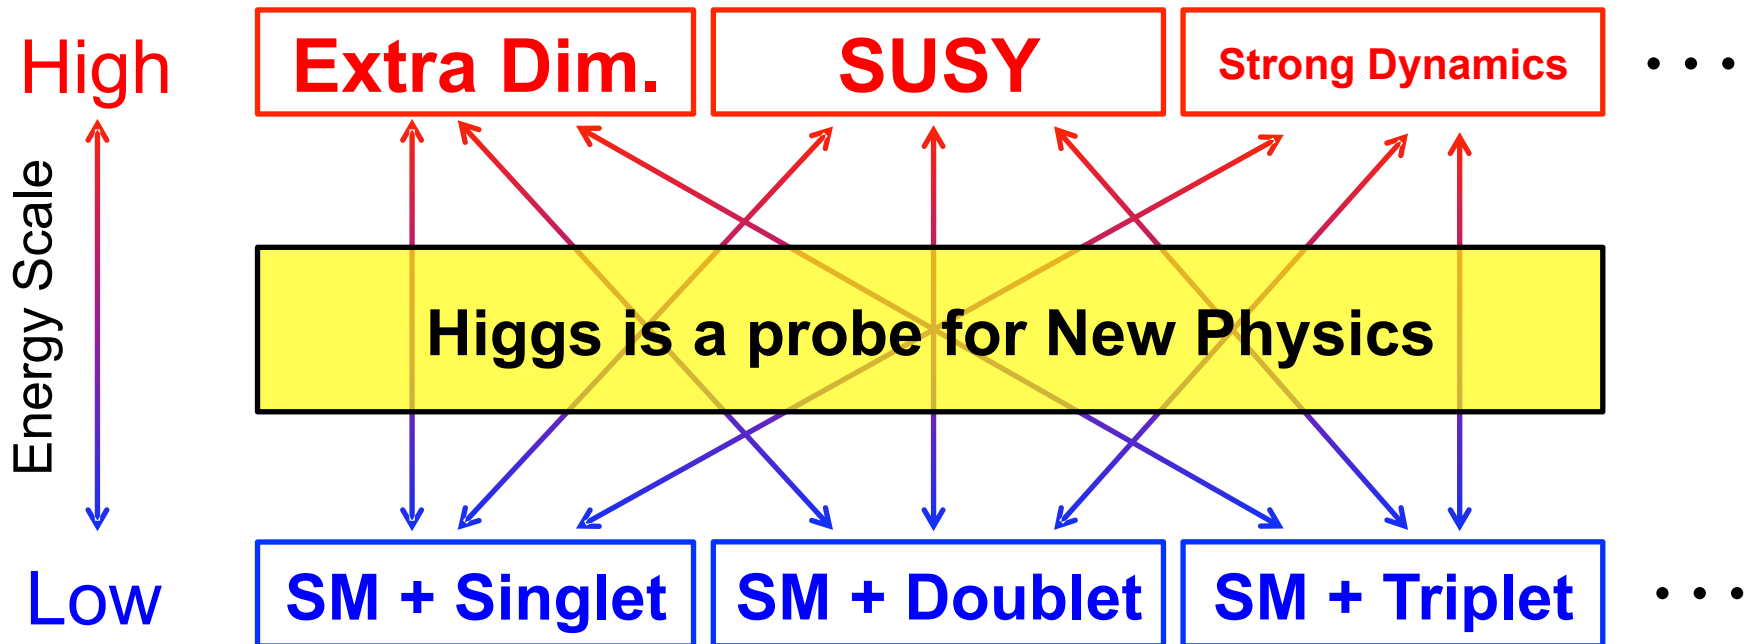 High
Extra Dim.
SUSY
Strong Dynamics
• • •
Energy Scale
Higgs is a probe for New Physics
Low
SM + Singlet
SM + Doublet
SM + Triplet
• • •